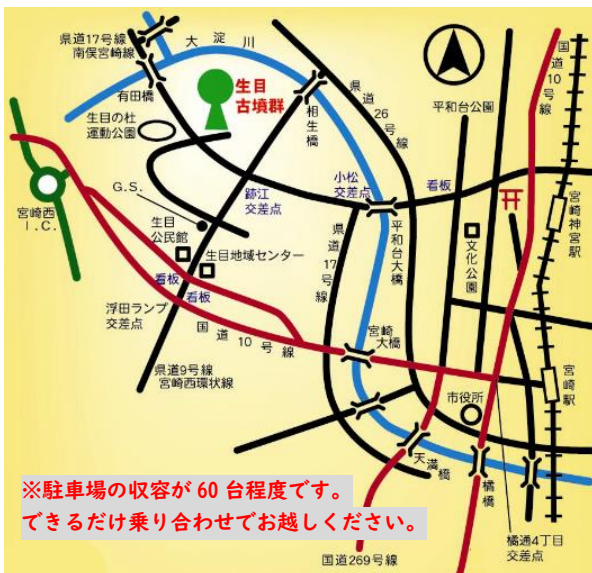 県道17号線
南俣宮崎線
大淀川
有田橋
生目
古墳群
生目の杜
運動公園
相生橋
県道26号線
国道10号線
平和台公園
宮崎西
I.C.
G.S.
跡江
交差点
小松
交差点
看板
生目
公民館
生目地域センター
看板
看板
浮田ランプ
交差点
国道10号線
県道17号線
平和台大橋
文化公園
宮崎神宮駅
宮崎
大橋
宮崎駅
県道9号線
宮崎西環状線
市役所
天満橋
橘橋
※駐車場の収容が60台程度です。
できるだけ乗り合わせでお越しください。
国道269号線
橘通4丁目
交差点